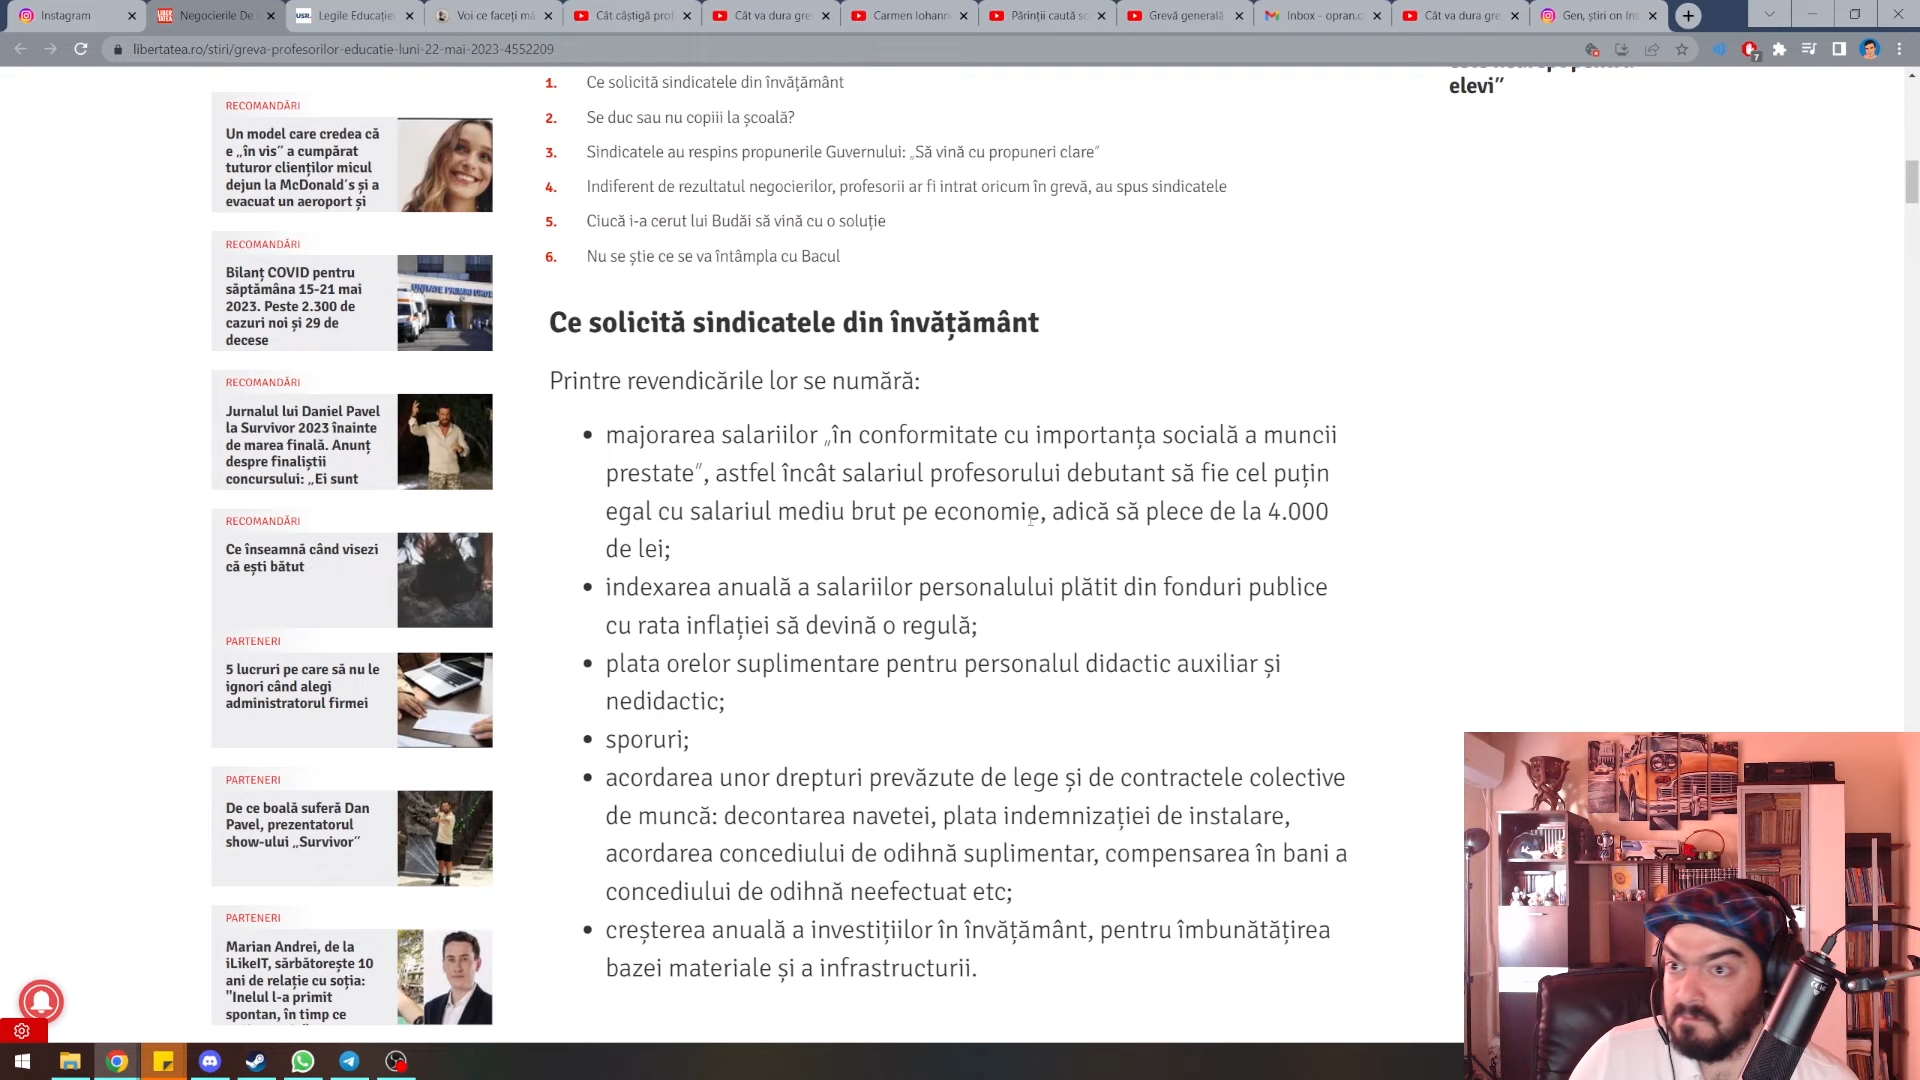 Instagram
Negocierile De
Legile Educație
Voi ce faceți mâ
Cât câștigă prof
Cât va dura gre
Carmen Iohann
Părinții caută so
Grevă generală
Inbox - opran.c
Cât va dura gre
Gen, știri on Ins
libertatea.ro/stiri/greva-profesorilor-educatie-luni-22-mai-2023-4552209
7
elevi”
1. Ce solicită sindicatele din învățământ
2. Se duc sau nu copiii la școală?
3. Sindicatele au respins propunerile Guvernului: „Să vină cu propuneri clare”
4. Indiferent de rezultatul negocierilor, profesorii ar fi intrat oricum în grevă, au spus sindicatele
5. Ciucă i-a cerut lui Budăi să vină cu o soluție
6. Nu se știe ce se va întâmpla cu Bacul
RECOMANDĂRI
Un model care credea că
e „în vis” a cumpărat
tuturor clienților micul
dejun la McDonald's și a
evacuat un aeroport și
RECOMANDĂRI
Bilanț COVID pentru
săptămâna 15-21 mai
2023. Peste 2.300 de
cazuri noi și 29 de
decese
UNITATE PRIMIRI URG
RECOMANDĂRI
Jurnalul lui Daniel Pavel
la Survivor 2023 înainte
de marea finală. Anunț
despre finaliștii
concursului: „Ei sunt
RECOMANDĂRI
Ce înseamnă când visezi
că ești bătut
PARTENERI
5 lucruri pe care să nu le
ignori când alegi
administratorul firmei
PARTENERI
De ce boală suferă Dan
Pavel, prezentatorul
show-ului „Survivor”
PARTENERI
Marian Andrei, de la
iLikeIT, sărbătorește 10
ani de relație cu soția:
"Inelul l-a primit
spontan, în timp ce
Ce solicită sindicatele din învățământ
Printre revendicările lor se numără:
• majorarea salariilor „în conformitate cu importanța socială a muncii
prestate”, astfel încât salariul profesorului debutant să fie cel puțin
egal cu salariul mediu brut pe economie, adică să plece de la 4.000
de lei;
• indexarea anuală a salariilor personalului plătit din fonduri publice
cu rata inflației să devină o regulă;
• plata orelor suplimentare pentru personalul didactic auxiliar și
nedidactic;
• sporuri;
• acordarea unor drepturi prevăzute de lege și de contractele colective
de muncă: decontarea navetei, plata indemnizației de instalare,
acordarea concediului de odihnă suplimentar, compensarea în bani a
concediului de odihnă neefectuat etc;
• creșterea anuală a investițiilor în învățământ, pentru îmbunătățirea
bazei materiale și a infrastructurii.